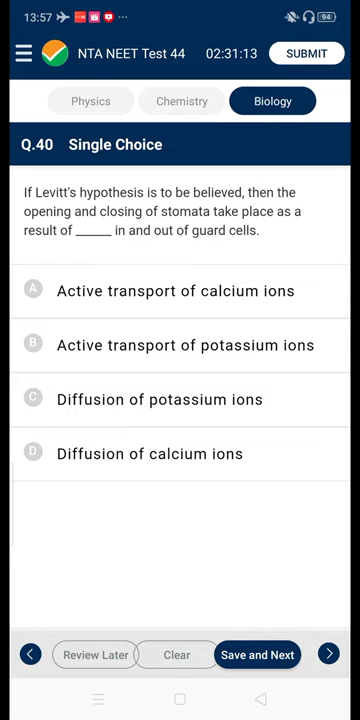 13:57 ... 94
NTA NEET Test 44 02:31:13 SUBMIT
Physics Chemistry Biology
Q.40 Single Choice
If Levitt's hypothesis is to be believed, then the
opening and closing of stomata take place as a
result of ______ in and out of guard cells.
A Active transport of calcium ions
B Active transport of potassium ions
C Diffusion of potassium ions
D Diffusion of calcium ions
Review Later Clear Save and Next